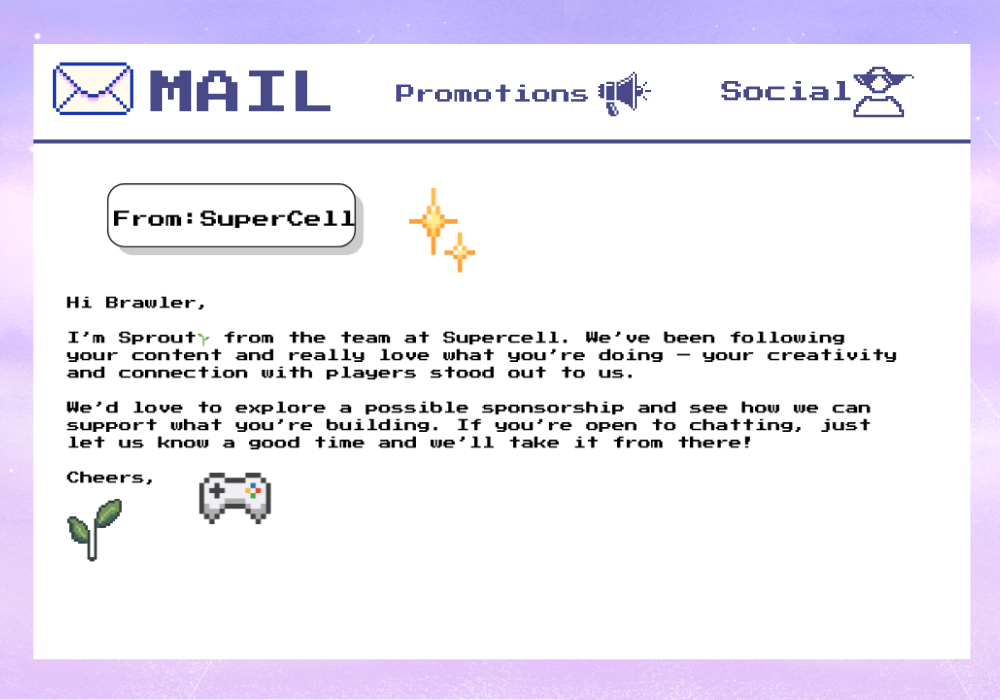 MAIL
Promotions
Social
From:SuperCell
Hi Brawler,
I'm Sprout from the team at Supercell. We've been following
your content and really love what you're doing – your creativity
and connection with players stood out to us.
We'd love to explore a possible sponsorship and see how we can
support what you're building. If you're open to chatting, just
let us know a good time and we'll take it from there!
Cheers,